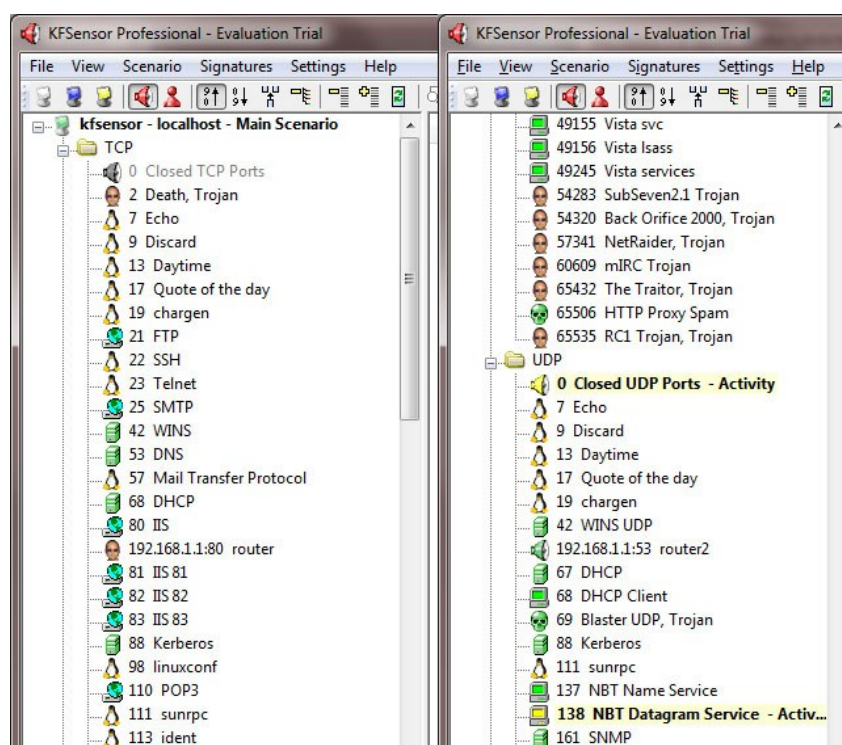 KFSensor Professional - Evaluation Trial
File View Scenario Signatures Settings Help
kfsensor - localhost - Main Scenario
TCP
0 Closed TCP Ports
2 Death, Trojan
7 Echo
9 Discard
13 Daytime
17 Quote of the day
19 chargen
21 FTP
22 SSH
23 Telnet
25 SMTP
42 WINS
53 DNS
57 Mail Transfer Protocol
68 DHCP
80 IIS
192.168.1.1:80 router
81 IIS 81
82 IIS 82
83 IIS 83
88 Kerberos
98 linuxconf
110 POP3
111 sunrpc
113 ident
KFSensor Professional - Evaluation Trial
File View Scenario Signatures Settings Help
49155 Vista svc
49156 Vista lsass
49245 Vista services
54283 SubSeven2.1 Trojan
54320 Back Orifice 2000, Trojan
57341 NetRaider, Trojan
60609 mIRC Trojan
65432 The Traitor, Trojan
65506 HTTP Proxy Spam
65535 RC1 Trojan, Trojan
UDP
0 Closed UDP Ports - Activity
7 Echo
9 Discard
13 Daytime
17 Quote of the day
19 chargen
42 WINS UDP
192.168.1.1:53 router2
67 DHCP
68 DHCP Client
69 Blaster UDP, Trojan
88 Kerberos
111 sunrpc
137 NBT Name Service
138 NBT Datagram Service - Activ...
161 SNMP